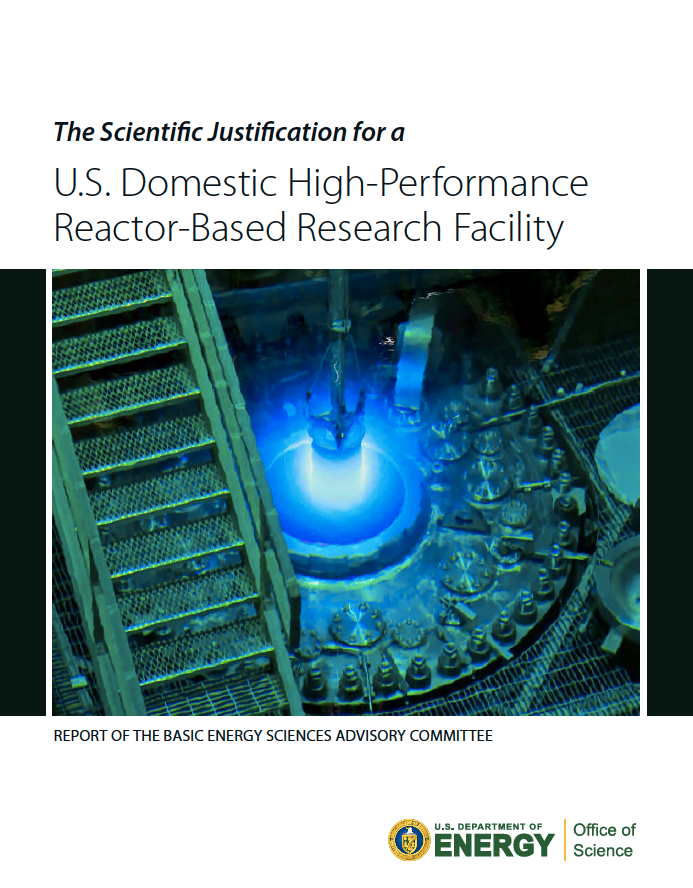 The Scientific Justification for a
U.S. Domestic High-Performance
Reactor-Based Research Facility
REPORT OF THE BASIC ENERGY SCIENCES ADVISORY COMMITTEE
U.S. DEPARTMENT OF
ENERGY
Office of
Science